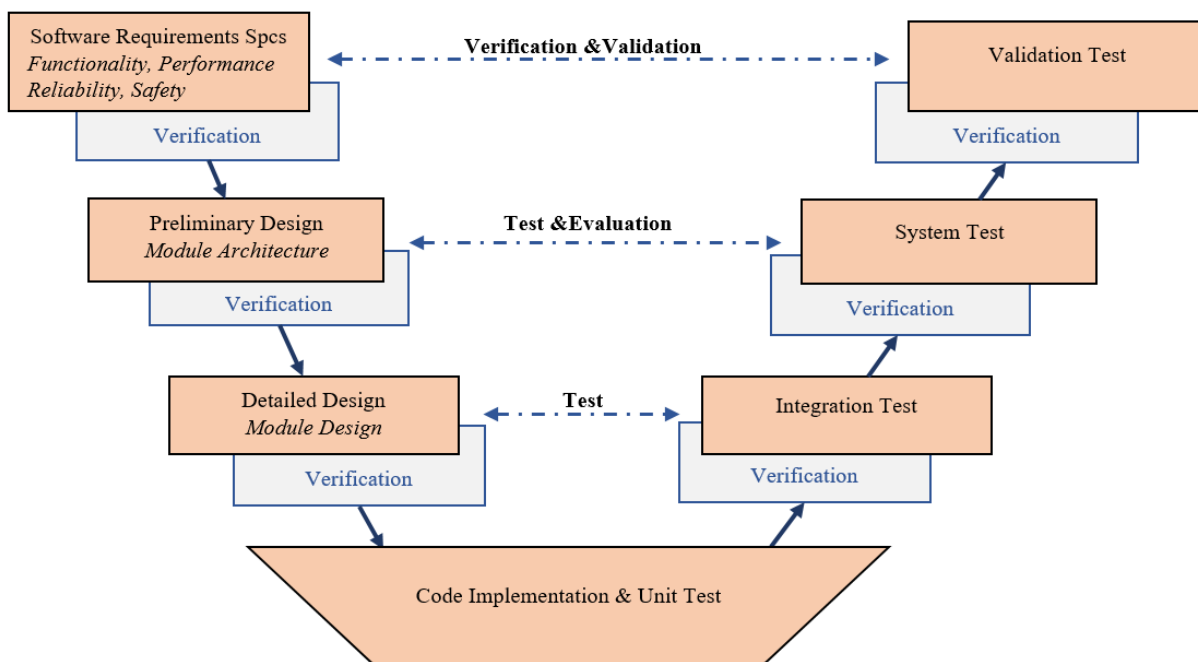 Software Requirements Spcs
Functionality, Performance
Reliability, Safety
Verification
Verification &Validation
Validation Test
Verification
Preliminary Design
Module Architecture
Verification
Test &Evaluation
System Test
Verification
Detailed Design
Module Design
Verification
Test
Integration Test
Verification
Code Implementation & Unit Test